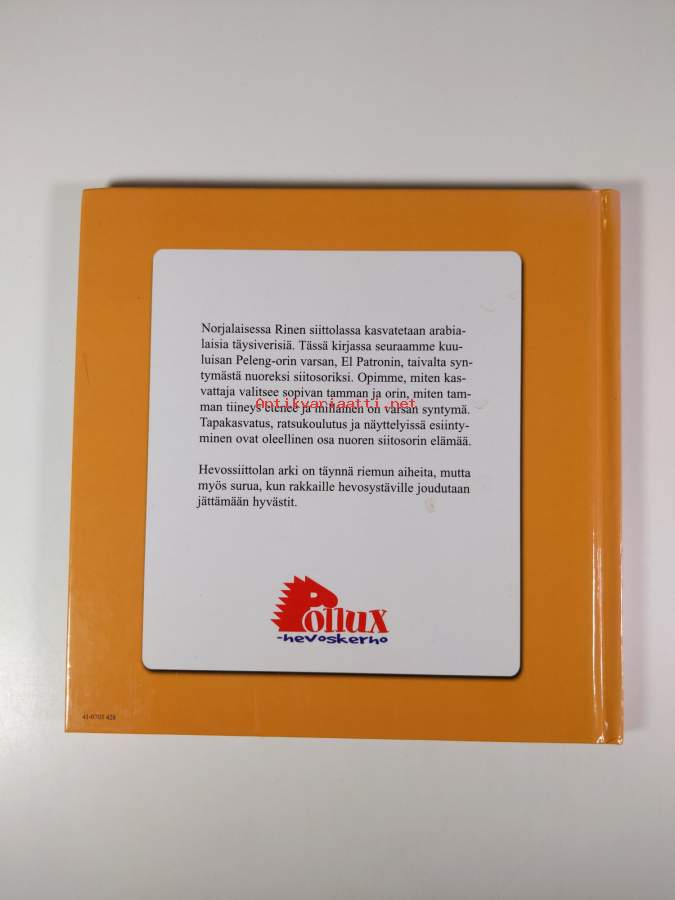 Norjalaisessa Rinen siittolassa kasvatetaan arabia-
laisia täysiverisiä. Tässä kirjassa seuraamme kuu-
luisan Peleng-orin varsan, El Patronin, taivalta syn-
tymästä nuoreksi siitosoriksi. Opimme, miten kas-
vattaja valitsee sopivan tamman ja orin, miten tam-
man tiineys etenee ja millainen on varsan syntymä.
Antikvariaatti.net
Tapakasvatus, ratsukoulutus ja näyttelyissä esiinty-
minen ovat oleellinen osa nuoren siitosorin elämää.
Hevossiittolan arki on täynnä riemun aiheita, mutta
myös surua, kun rakkaille hevosystäville joudutaan
jättämään hyvästit.
Pollux
-hevoskerho